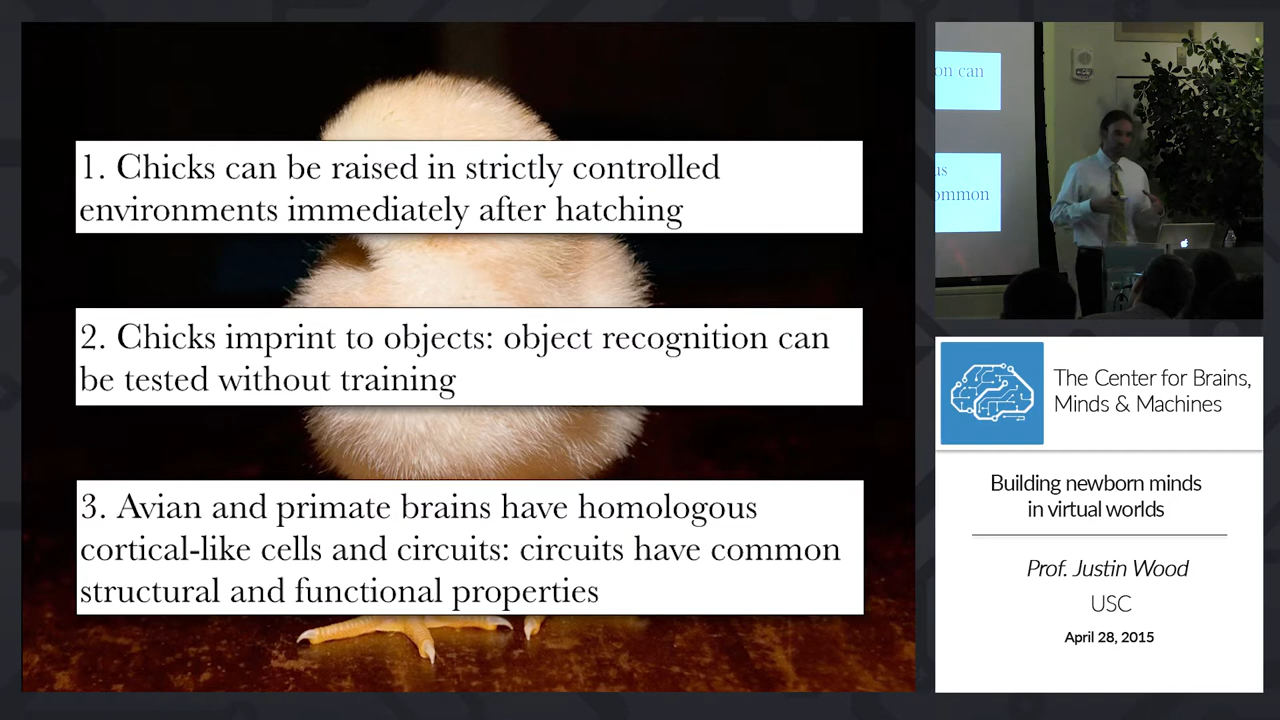 1. Chicks can be raised in strictly controlled
environments immediately after hatching
2. Chicks imprint to objects: object recognition can
be tested without training
3. Avian and primate brains have homologous
cortical-like cells and circuits: circuits have common
structural and functional properties
on can
us
ommon
The Center for Brains,
Minds & Machines
Building newborn minds
in virtual worlds
Prof. Justin Wood
USC
April 28, 2015